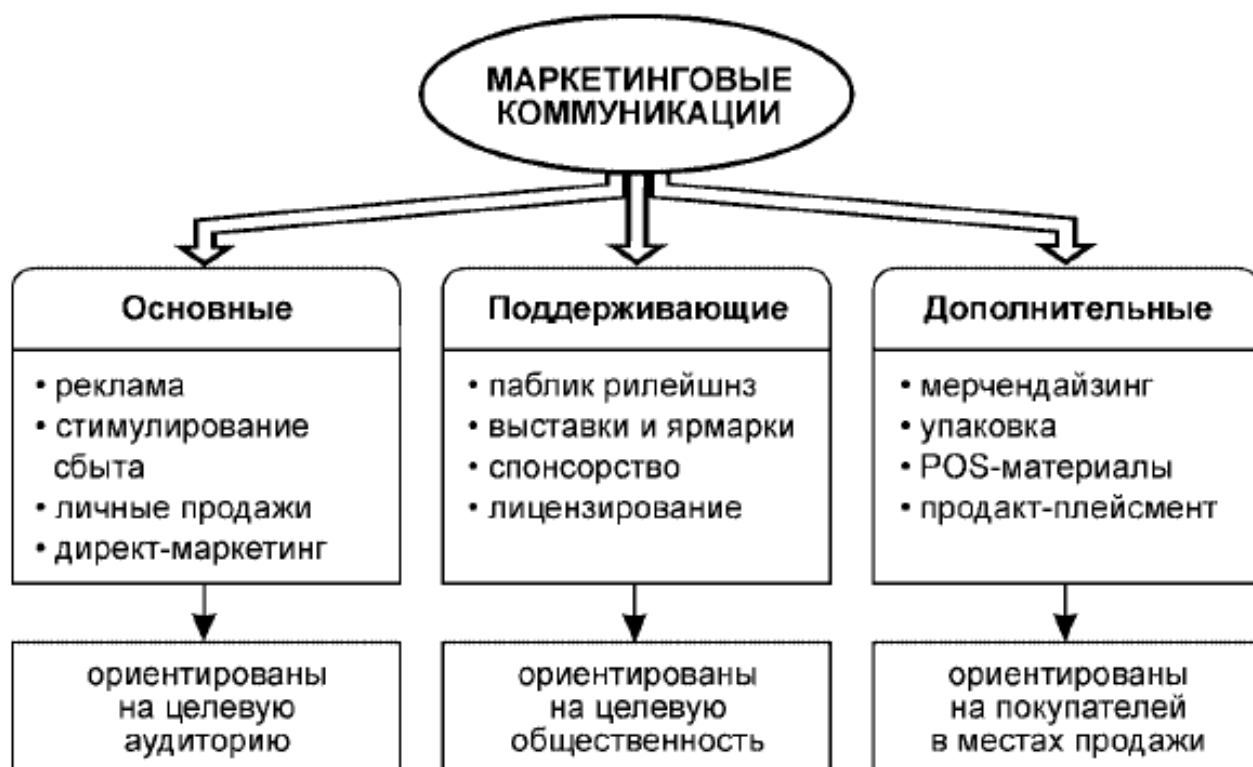 МАРКЕТИНГОВЫЕ
КОММУНИКАЦИИ
Основные
• реклама
• стимулирование
сбыта
• личные продажи
• директ-маркетинг
ориентированы
на целевую
аудиторию
Поддерживающие
• паблик рилейшнз
• выставки и ярмарки
• спонсорство
• лицензирование
ориентированы
на целевую
общественность
Дополнительные
• мерчендайзинг
• упаковка
• POS-материалы
• продакт-плейсмент
ориентированы
на покупателей
в местах продажи